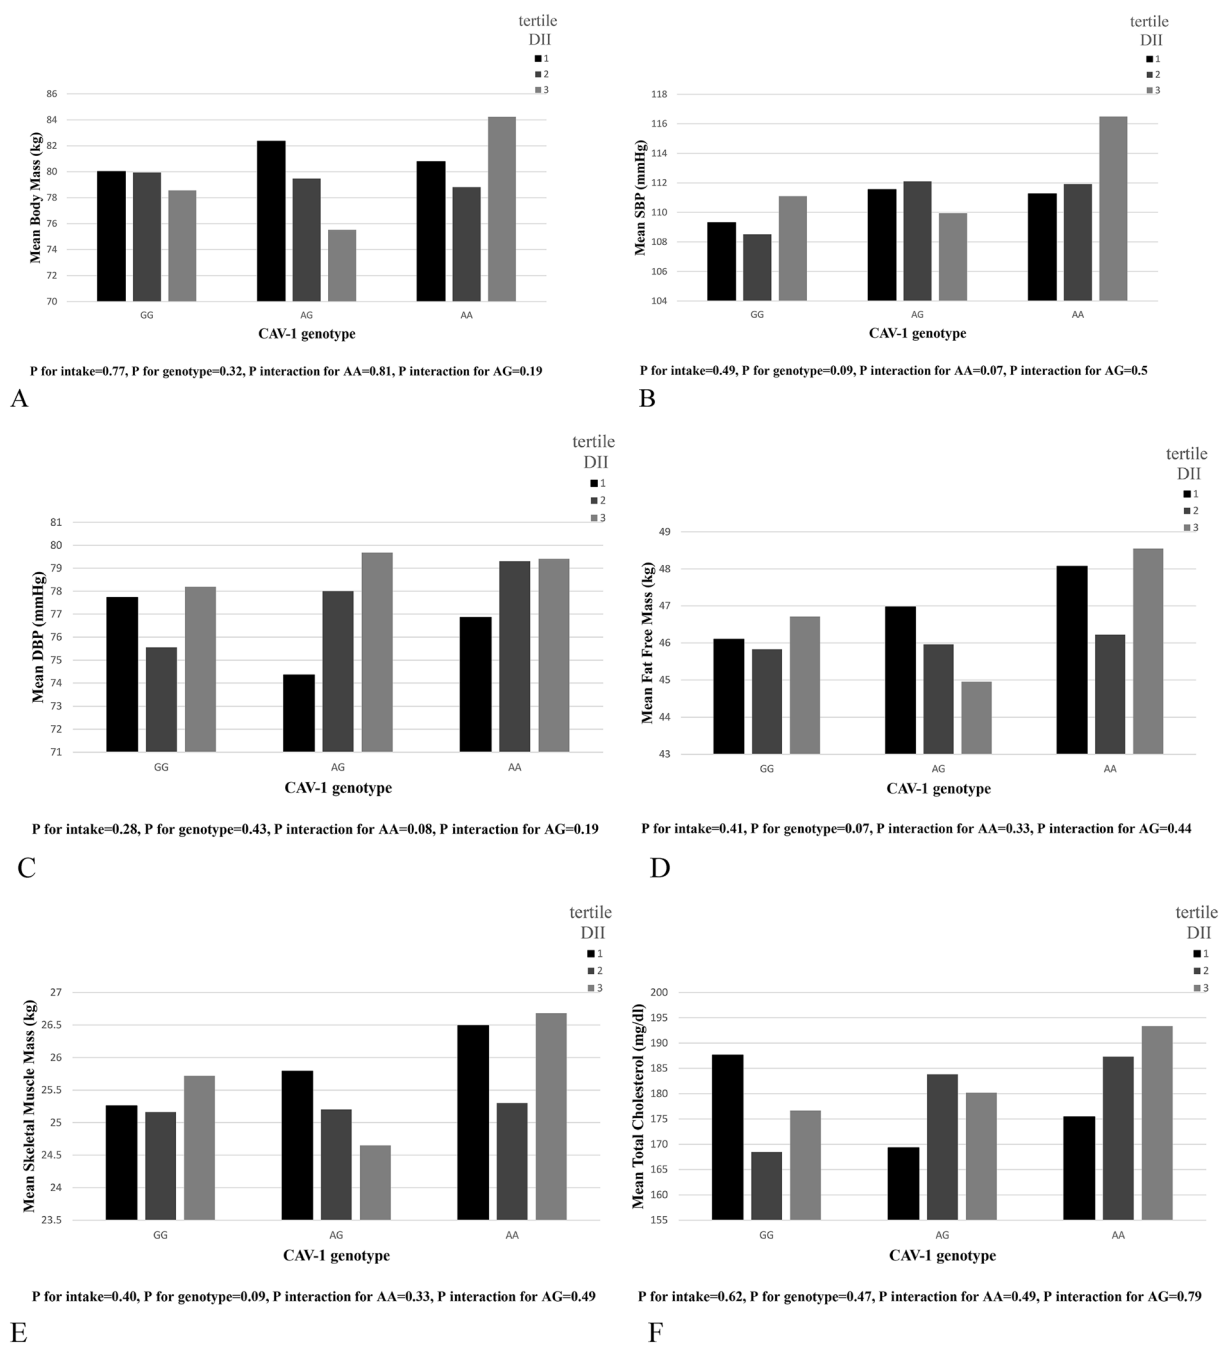 tertile
DII
1
2
3
86
84
82
80
78
76
74
72
70
Mean Body Mass (kg)
GG AG AA
CAV-1 genotype
P for intake=0.77, P for genotype=0.32, P interaction for AA=0.81, P interaction for AG=0.19
A
tertile
DII
1
2
3
118
116
114
112
110
108
106
104
Mean SBP (mmHg)
GG AG AA
CAV-1 genotype
P for intake=0.49, P for genotype=0.09, P interaction for AA=0.07, P interaction for AG=0.5
B
tertile
DII
1
2
3
81
80
79
78
77
76
75
74
73
72
71
Mean DBP (mmHg)
GG AG AA
CAV-1 genotype
P for intake=0.28, P for genotype=0.43, P interaction for AA=0.08, P interaction for AG=0.19
C
tertile
DII
1
2
3
49
48
47
46
45
44
43
Mean Fat Free Mass (kg)
GG AG AA
CAV-1 genotype
P for intake=0.41, P for genotype=0.07, P interaction for AA=0.33, P interaction for AG=0.44
D
tertile
DII
1
2
3
27
26.5
26
25.5
25
24.5
24
23.5
Mean Skeletal Muscle Mass (kg)
GG AG AA
CAV-1 genotype
P for intake=0.40, P for genotype=0.09, P interaction for AA=0.33, P interaction for AG=0.49
E
tertile
DII
1
2
3
200
195
190
185
180
175
170
165
160
155
Mean Total Cholesterol (mg/dl)
GG AG AA
CAV-1 genotype
P for intake=0.62, P for genotype=0.47, P interaction for AA=0.49, P interaction for AG=0.79
F